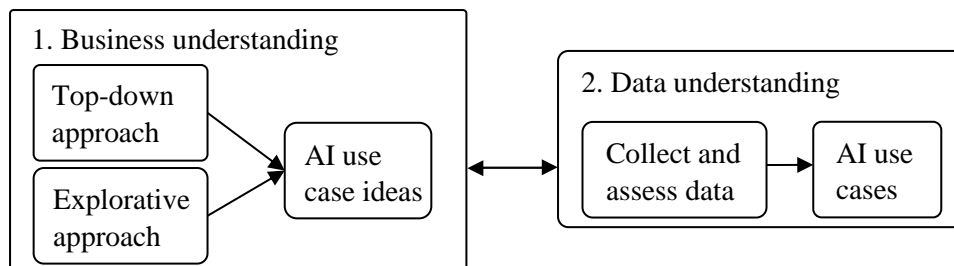 1. Business understanding
Top-down
approach
Explorative
approach
AI use
case ideas
2. Data understanding
Collect and
assess data
AI use
cases